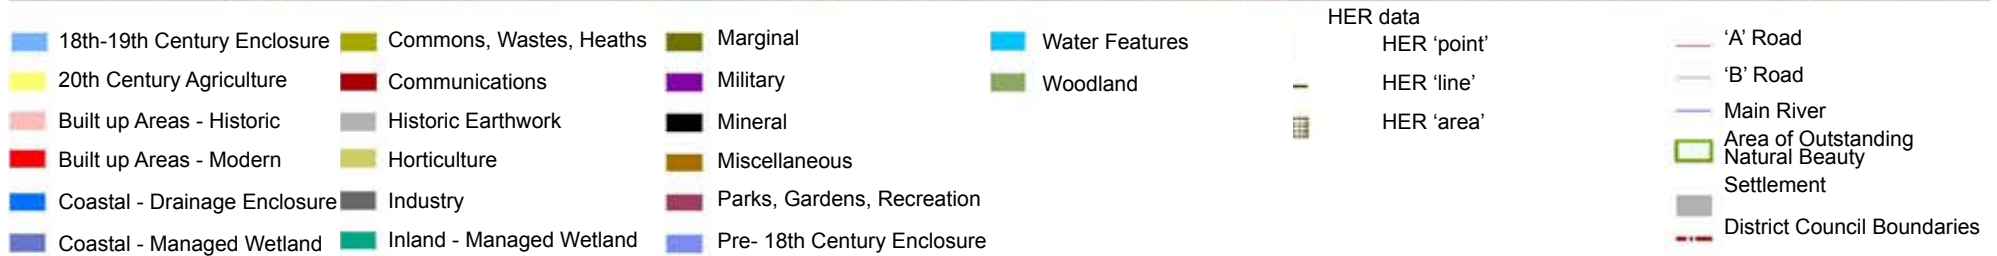 18th-19th Century Enclosure
20th Century Agriculture
Built up Areas - Historic
Built up Areas - Modern
Coastal - Drainage Enclosure
Coastal - Managed Wetland
Commons, Wastes, Heaths
Communications
Historic Earthwork
Horticulture
Industry
Inland - Managed Wetland
Marginal
Military
Mineral
Miscellaneous
Parks, Gardens, Recreation
Pre- 18th Century Enclosure
Water Features
Woodland
HER data
HER ‘point’
HER ‘line’
HER ‘area’
‘A’ Road
‘B’ Road
Main River
Area of Outstanding
Natural Beauty
Settlement
District Council Boundaries